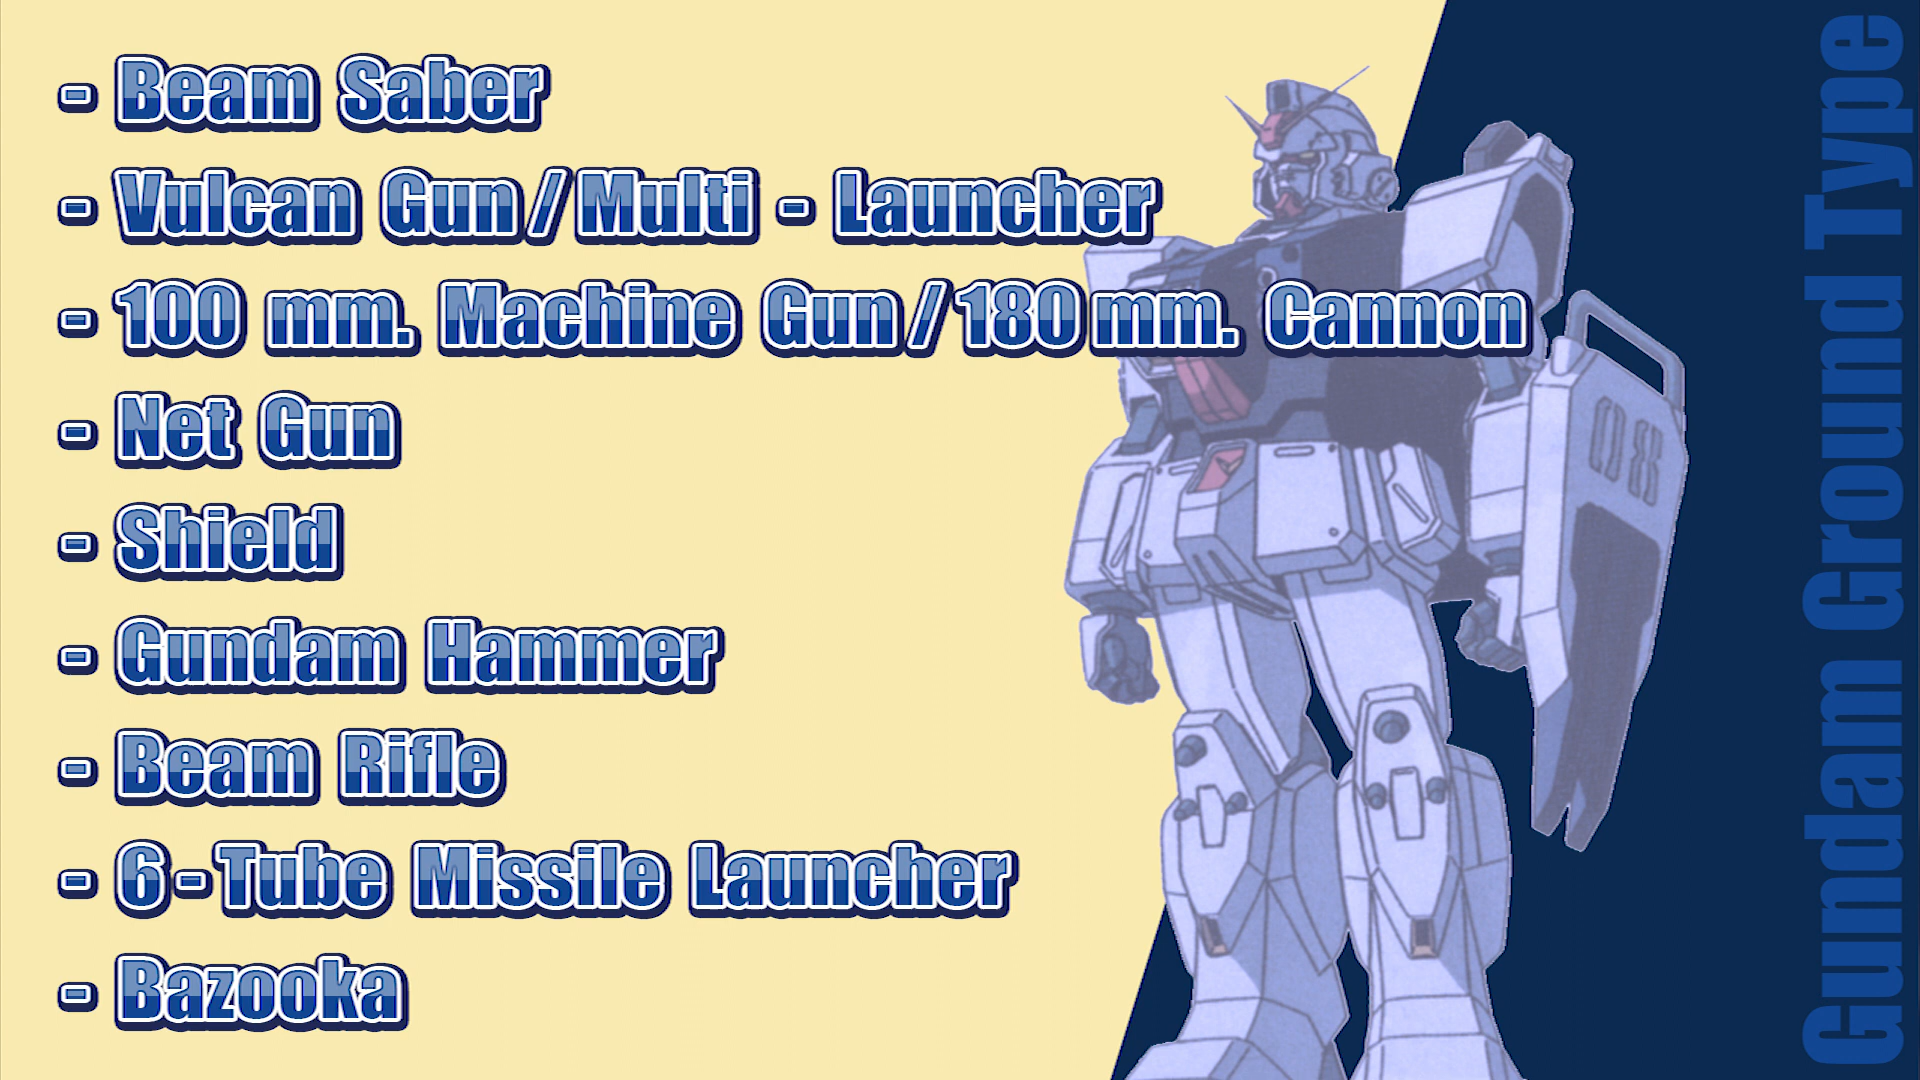 - Beam Saber
- Vulcan Gun / Multi - Launcher
- 100 mm. Machine Gun / 180 mm. Cannon
- Net Gun
- Shield
- Gundam Hammer
- Beam Rifle
- 6 - Tube Missile Launcher
- Bazooka
Gundam Ground Type
08